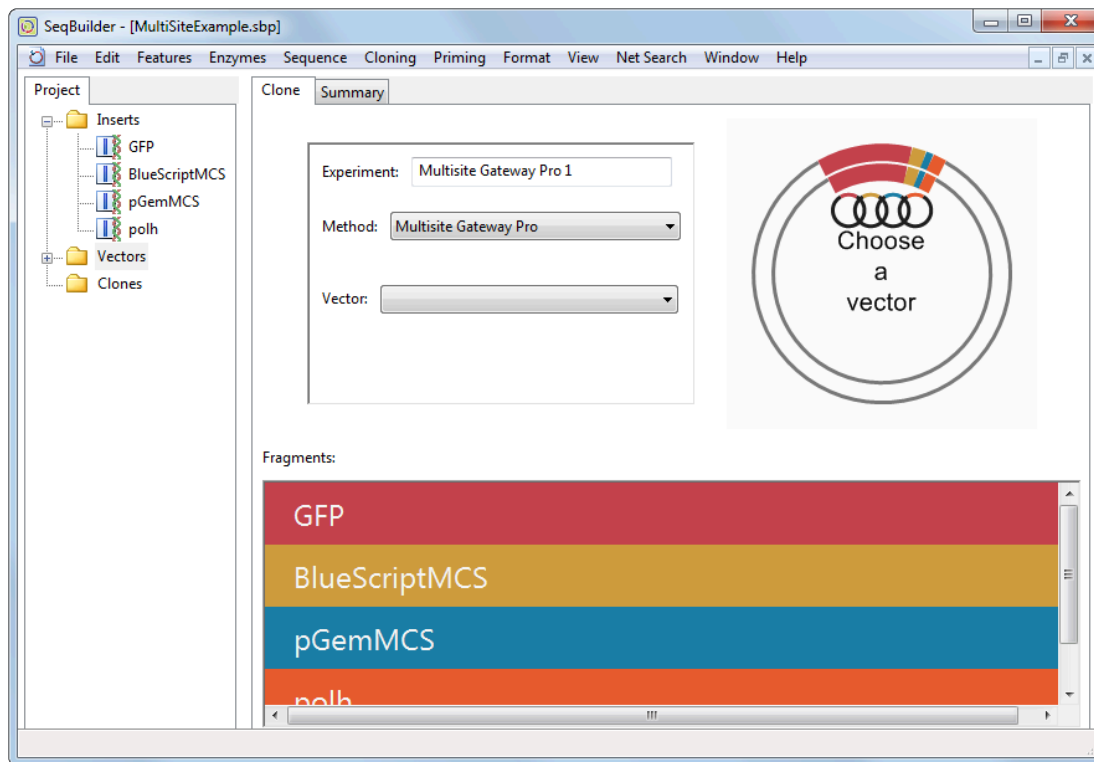 SeqBuilder - [MultiSiteExample.sbp]
File Edit Features Enzymes Sequence Cloning Priming Format View Net Search Window Help
Project
Inserts
GFP
BlueScriptMCS
pGemMCS
polh
Vectors
Clones
Clone Summary
Experiment: Multisite Gateway Pro 1
Method: Multisite Gateway Pro
Vector:
Choose
a
vector
Fragments:
GFP
BlueScriptMCS
pGemMCS
polh